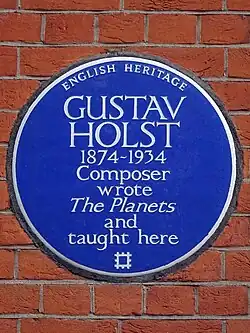 ENGLISH HERITAGE
GUSTAV
HOLST
1874-1934
Composer
wrote
The Planets
and
taught here